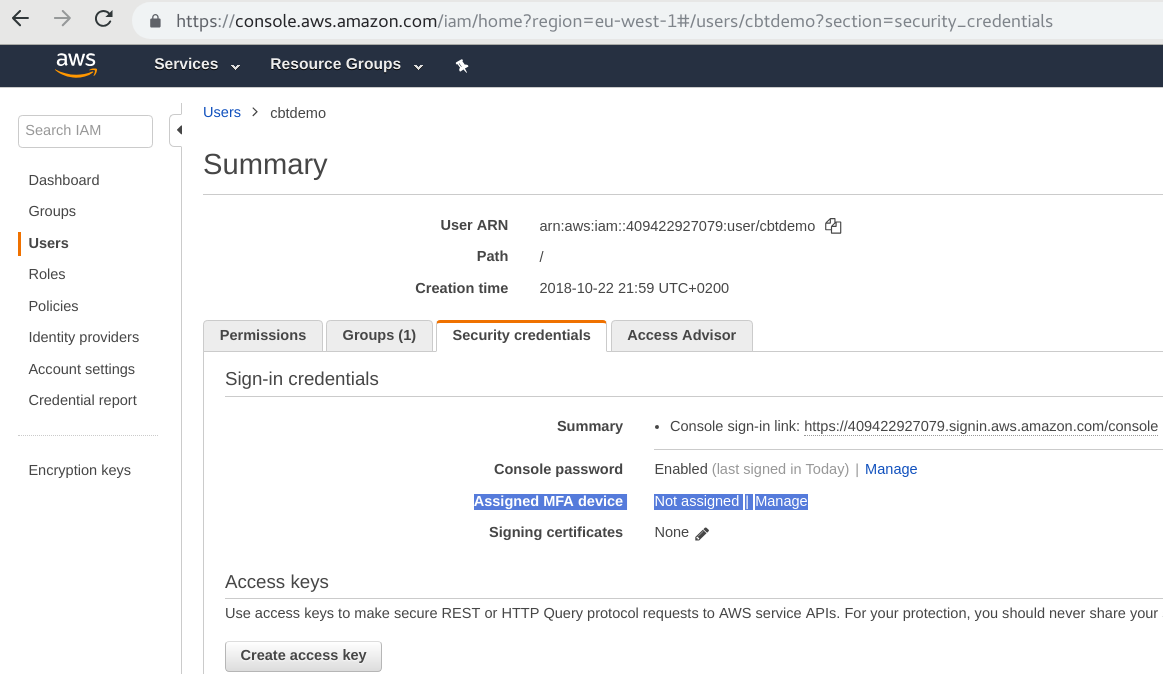 https://console.aws.amazon.com/iam/home?region=eu-west-1#/users/cbtdemo?section=security_credentials
aws Services Resource Groups
Users > cbtdemo
Search IAM
Summary
Dashboard
Groups
Users
Roles
Policies
Identity providers
Account settings
Credential report
Encryption keys
User ARN arn:aws:iam::409422927079:user/cbtdemo
Path /
Creation time 2018-10-22 21:59 UTC+0200
Permissions Groups (1) Security credentials Access Advisor
Sign-in credentials
Summary • Console sign-in link: https://409422927079.signin.aws.amazon.com/console
Console password Enabled (last signed in Today) | Manage
Assigned MFA device Not assigned | Manage
Signing certificates None
Access keys
Use access keys to make secure REST or HTTP Query protocol requests to AWS service APIs. For your protection, you should never share your
Create access key